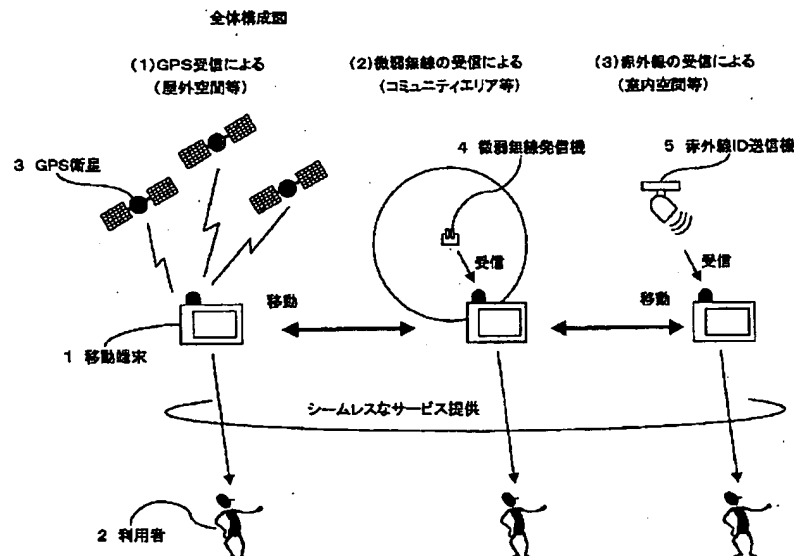 全体構成図
(1)GPS受信による
(屋外空間等)
(2)微弱無線の受信による
(コミュニティエリア等)
(3)赤外線の受信による
(室内空間等)
3 GPS衛星
4 微弱無線発信機
5 赤外線ID送信機
受信
受信
移動
移動
1 移動端末
シームレスなサービス提供
2 利用者